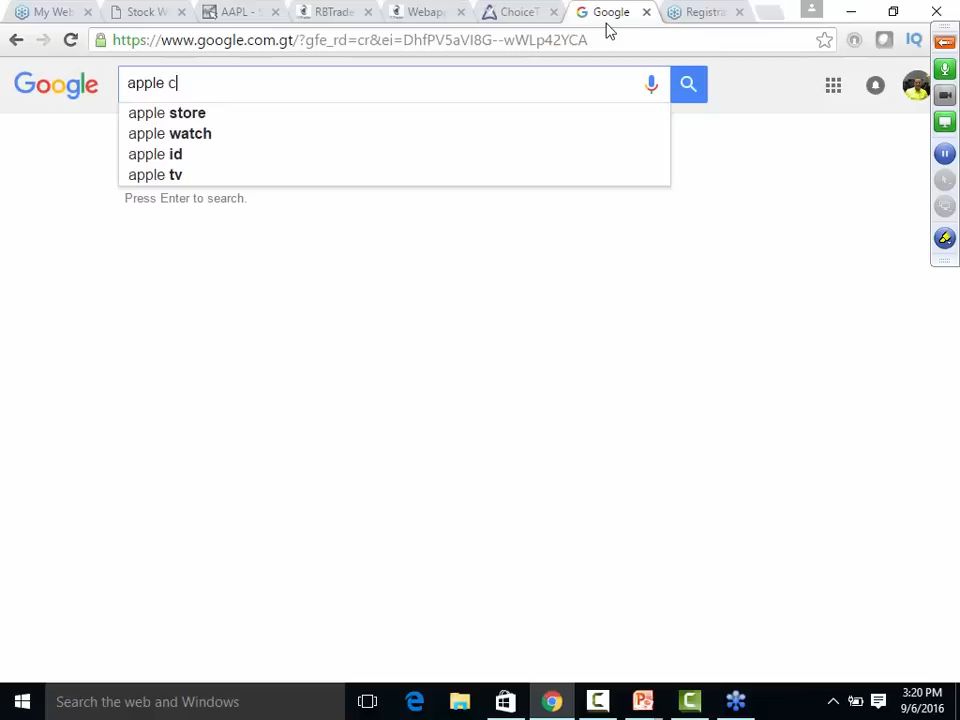 My Web
Stock W
AAPL -
RBTrade
Webapp
ChoiceT
Google
Registra
https://www.google.com.gt/?gfe_rd=cr&ei=DhfPV5aVI8G--wWLp42YCA
IQ
Google
apple c
apple store
apple watch
apple id
apple tv
Press Enter to search.
Search the web and Windows
3:20 PM
9/6/2016